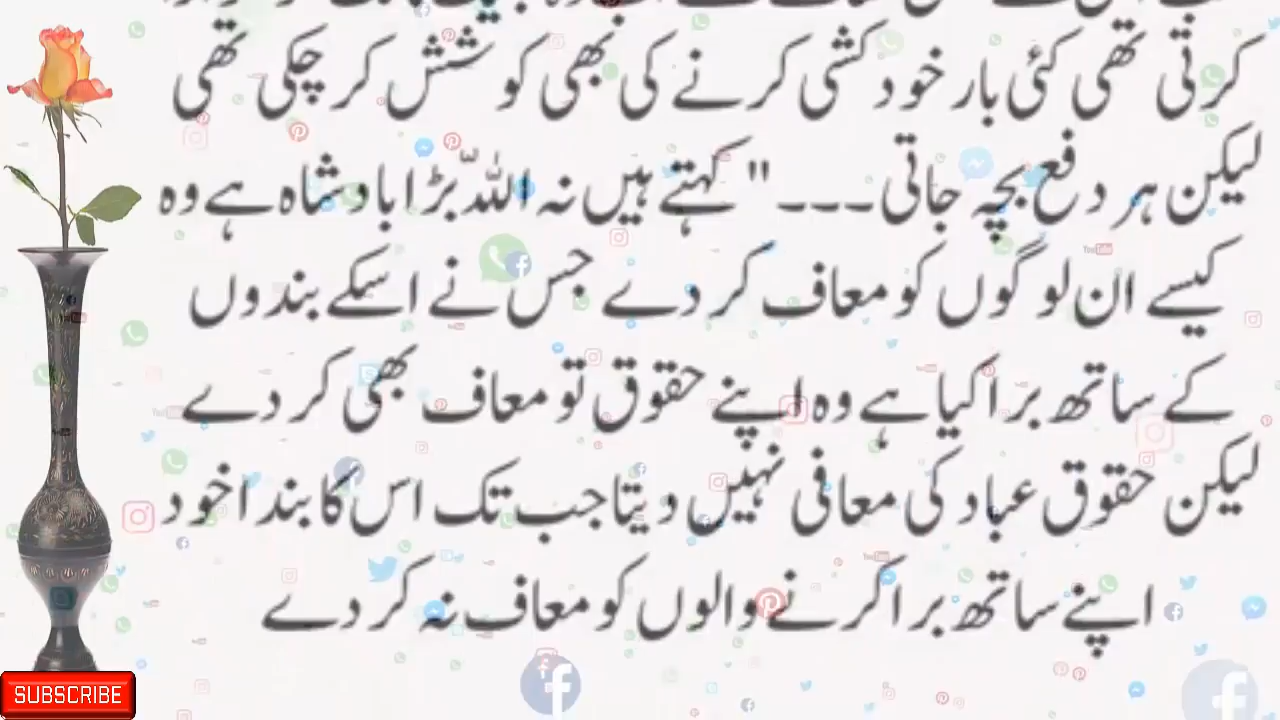 کرتی تھی کئی بار خود کشی کرنے کی بھی کوشش کر چکی تھی
لیکن ہر دفع بچہ جاتی۔۔۔" کہتے ہیں نہ اللہ بڑا بادشاہ ہے وہ
کیسے ان لوگوں کو معاف کر دے جس نے اسکے بندوں
کے ساتھ برا کیا ہے وہ اپنے حقوق تو معاف بھی کر دے
لیکن حقوق عباد کی معافی نہیں دیتا جب تک اس کا بندا خود
اپنے ساتھ برا کرنے والوں کو معاف نہ کر دے
SUBSCRIBE